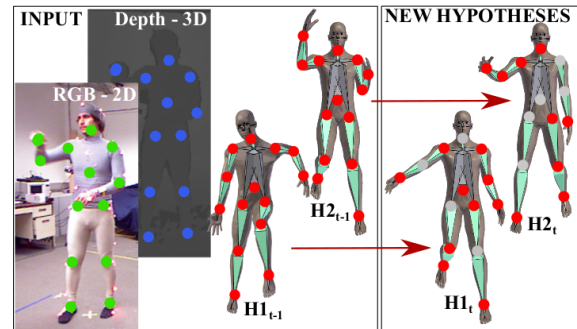 INPUT
Depth - 3D
RGB - 2D
H2t-1
H1t-1
NEW HYPOTHESES
H2t
H1t